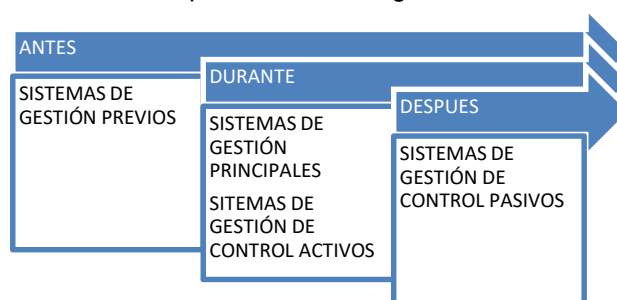 ANTES
SISTEMAS DE
GESTIÓN PREVIOS
DURANTE
SISTEMAS DE
GESTIÓN
PRINCIPALES
SITEMAS DE
GESTIÓN DE
CONTROL ACTIVOS
DESPUES
SISTEMAS DE
GESTIÓN DE
CONTROL PASIVOS